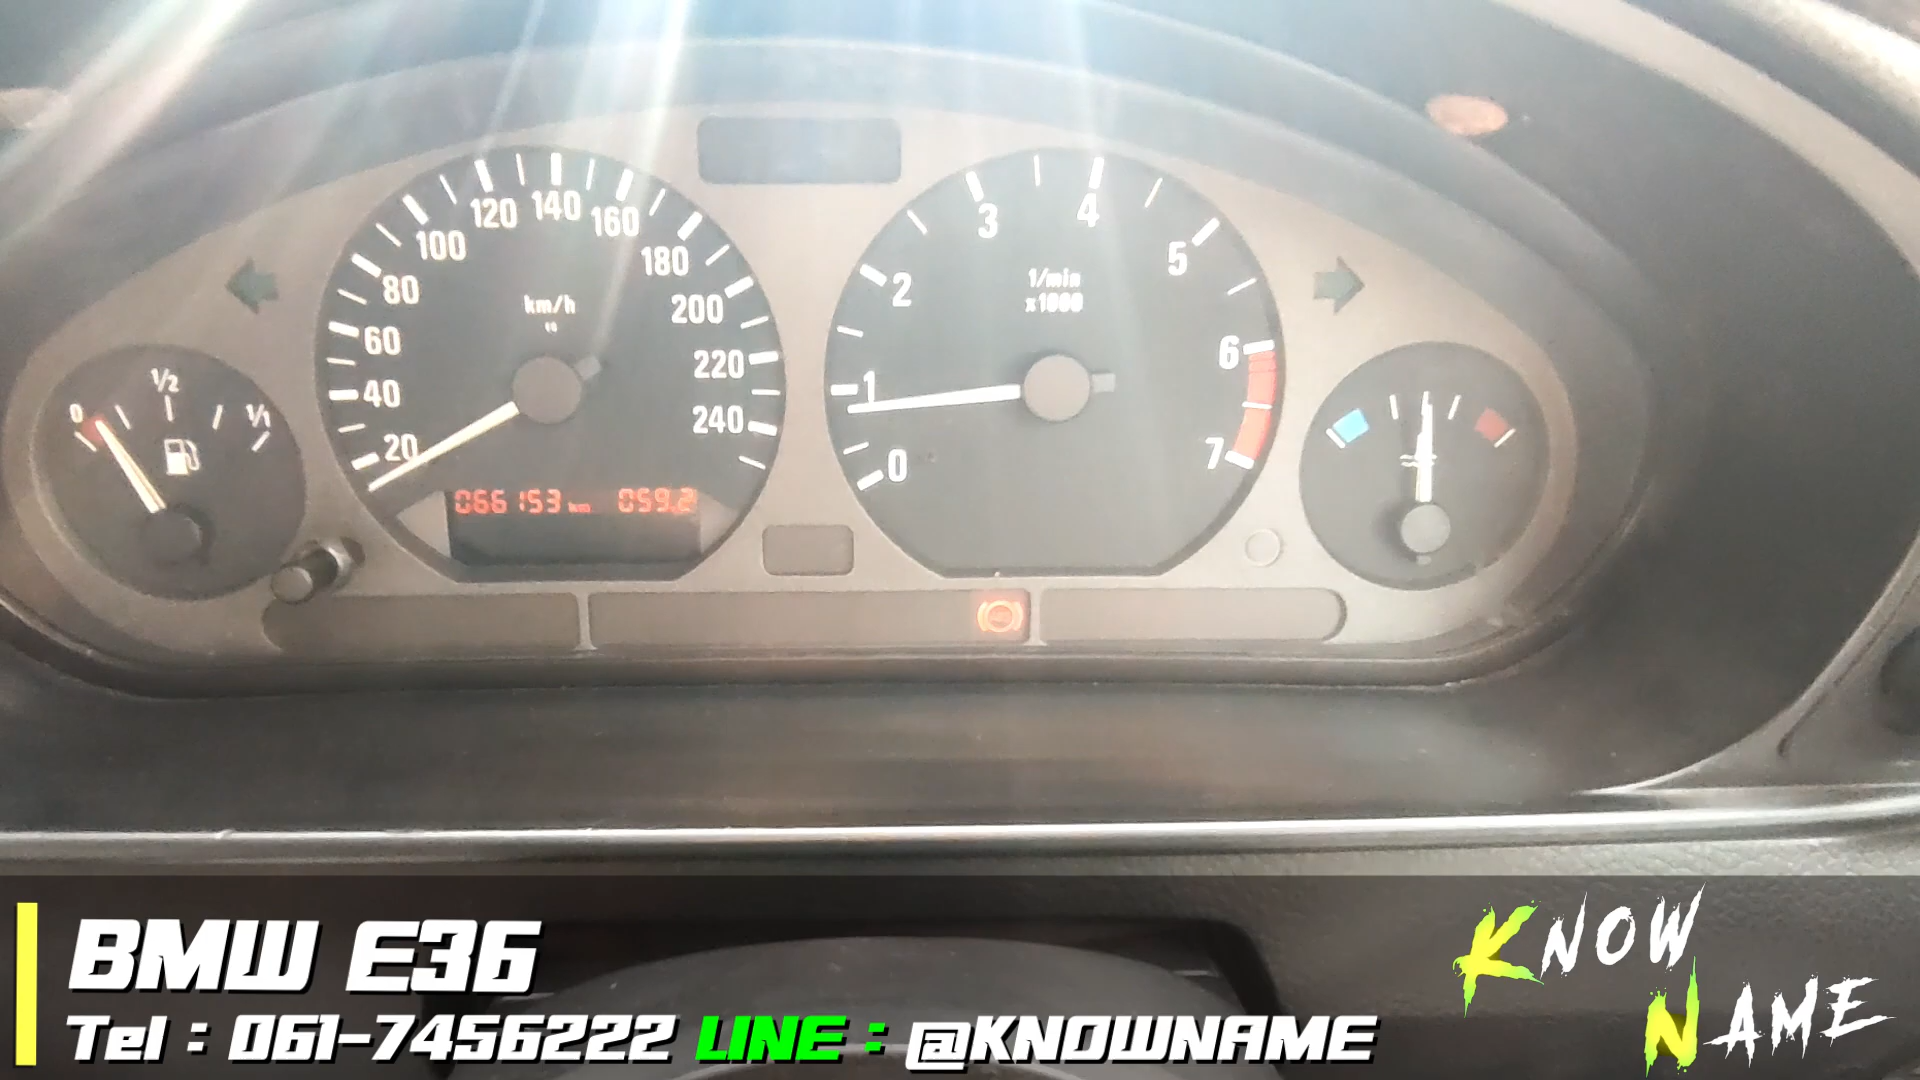 0 1/2 1/1
20 40 60 80 100 120 140 160 180 200 220 240
km/h
066153 km 059.2
0 1 2 3 4 5 6 7
1/min
x1000
BMW E36
Tel : 061-7456222 LINE : @KNOWNAME
KNOW
NAME